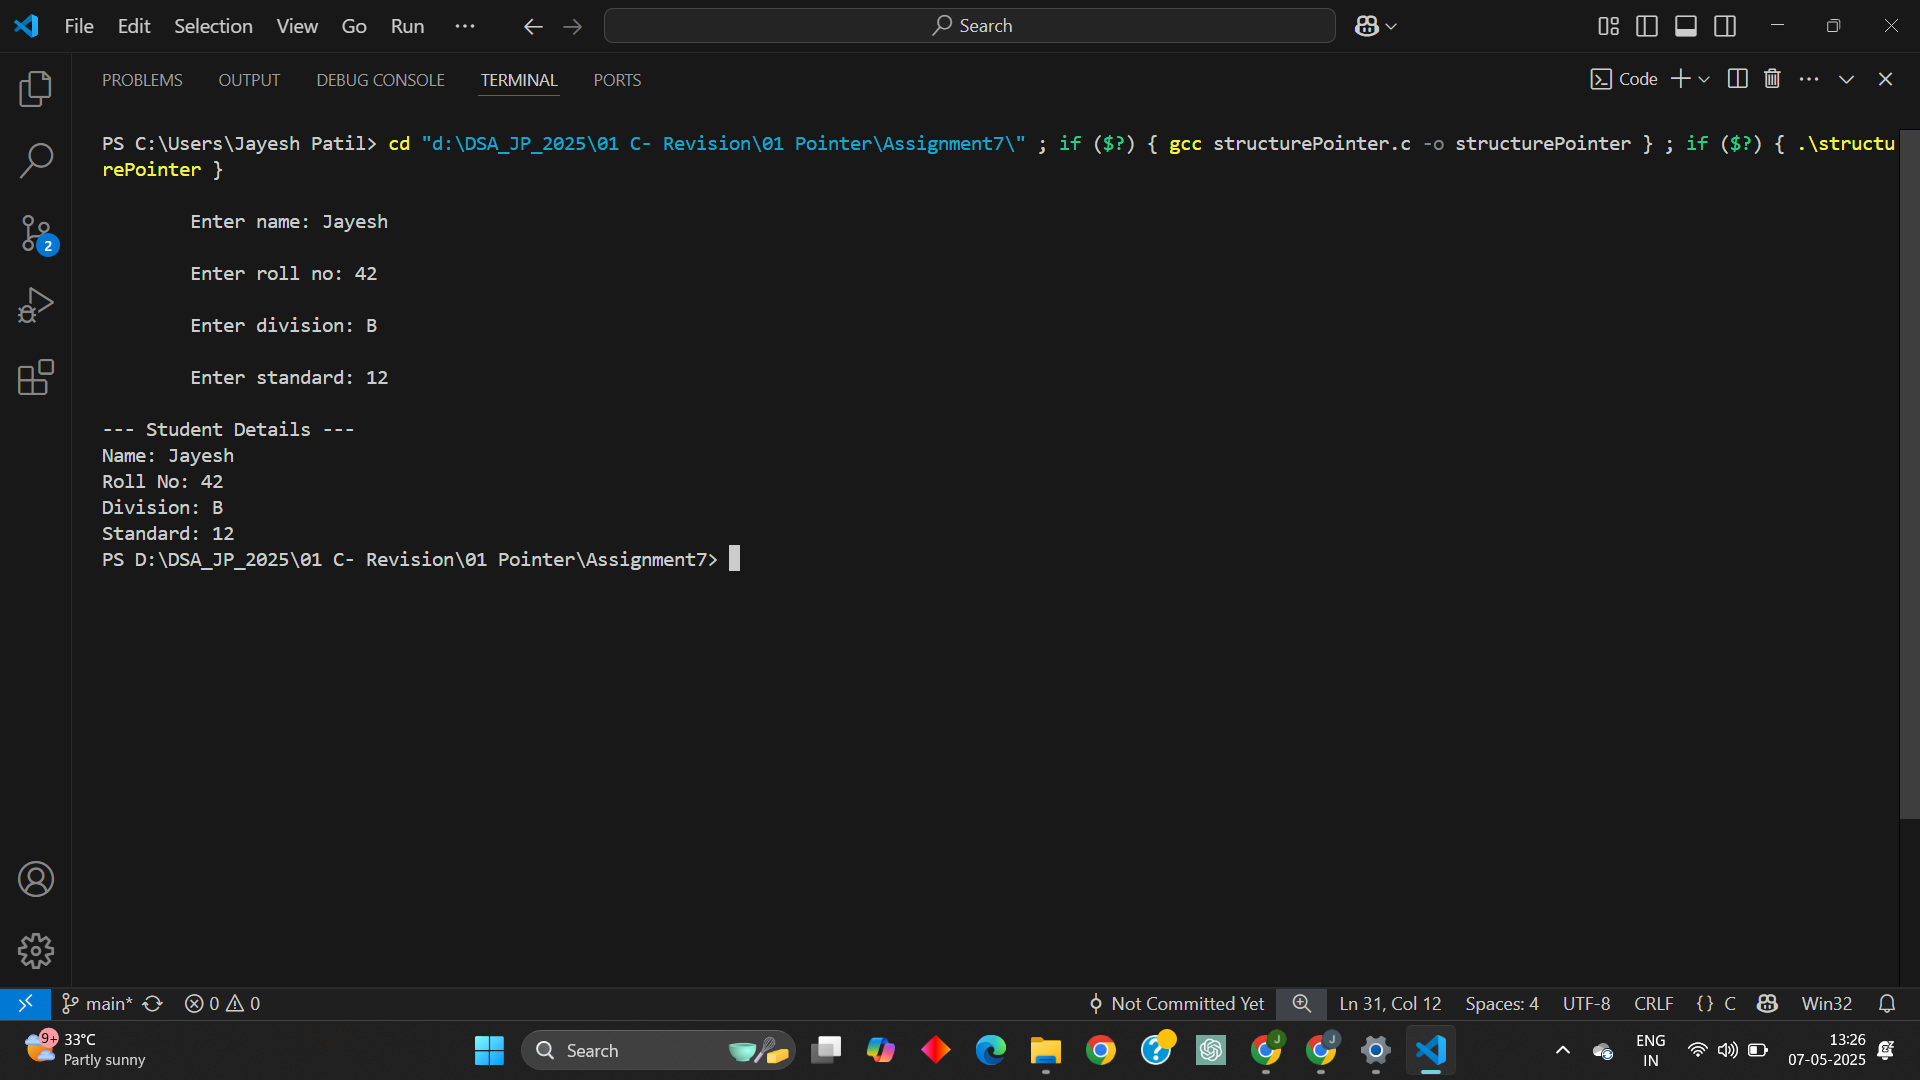 File Edit Selection View Go Run ··· Search
PROBLEMS OUTPUT DEBUG CONSOLE TERMINAL PORTS Code
PS C:\Users\Jayesh Patil> cd "d:\DSA_JP_2025\01 C- Revision\01 Pointer\Assignment7\" ; if ($?) { gcc structurePointer.c -o structurePointer } ; if ($?) { .\structu
rePointer }
Enter name: Jayesh
Enter roll no: 42
Enter division: B
Enter standard: 12
--- Student Details ---
Name: Jayesh
Roll No: 42
Division: B
Standard: 12
PS D:\DSA_JP_2025\01 C- Revision\01 Pointer\Assignment7>
2
main* 0 0 Not Committed Yet Ln 31, Col 12 Spaces: 4 UTF-8 CRLF {} C Win32
9+ 33°C
Partly sunny
Search
J J
ENG
IN
13:26
07-05-2025